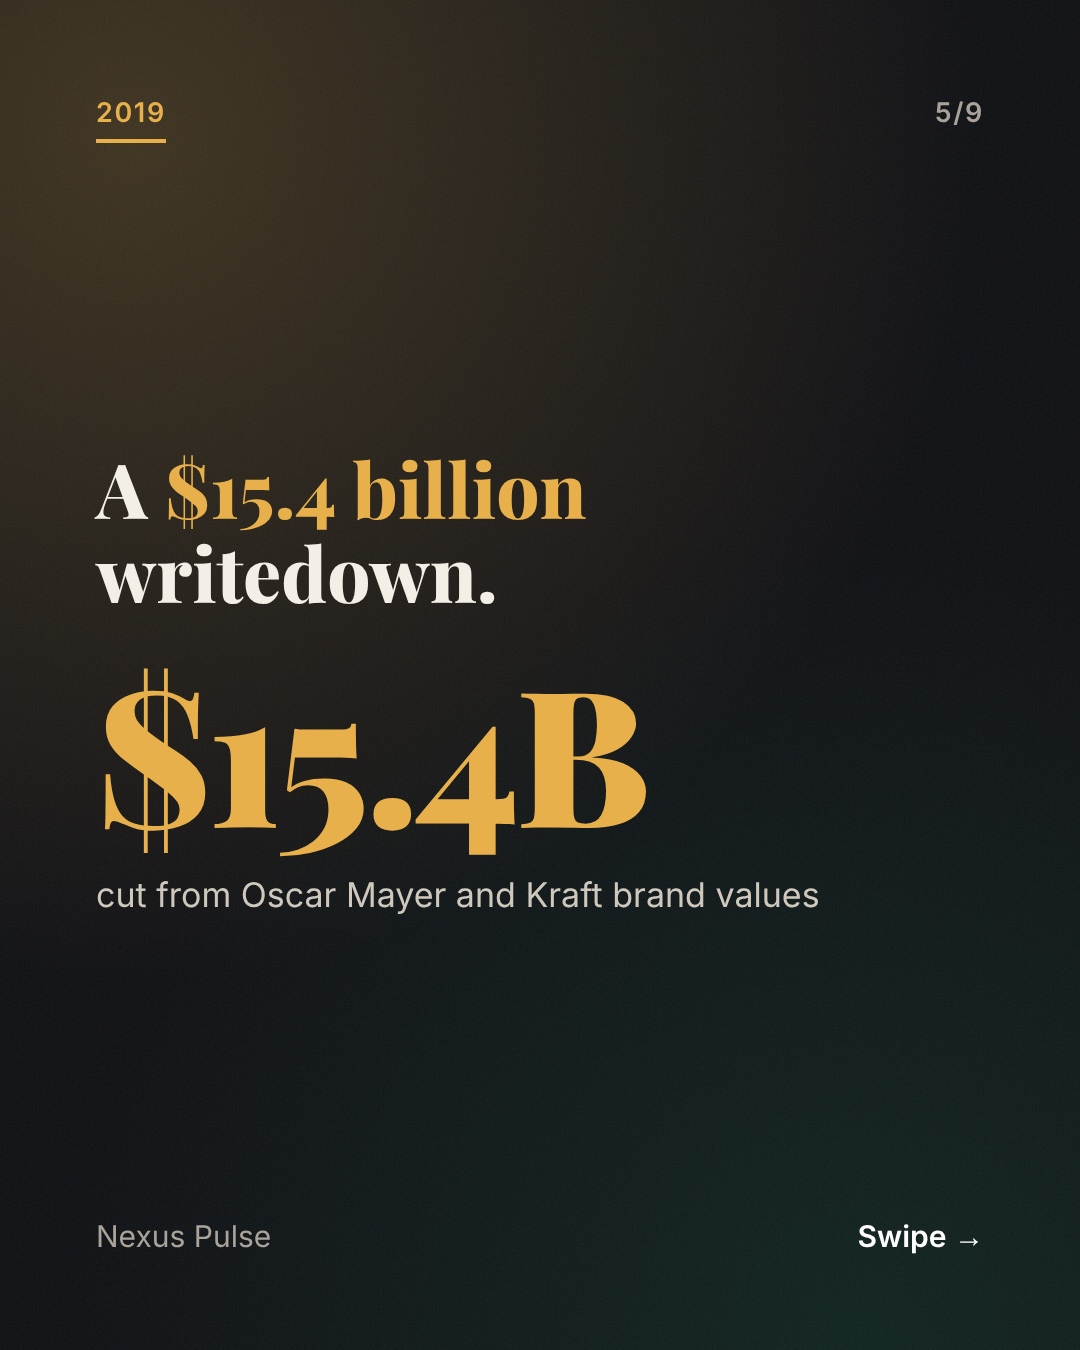 2019
5/9
A $15.4 billion
writedown.
$15.4B
cut from Oscar Mayer and Kraft brand values
Nexus Pulse
Swipe →